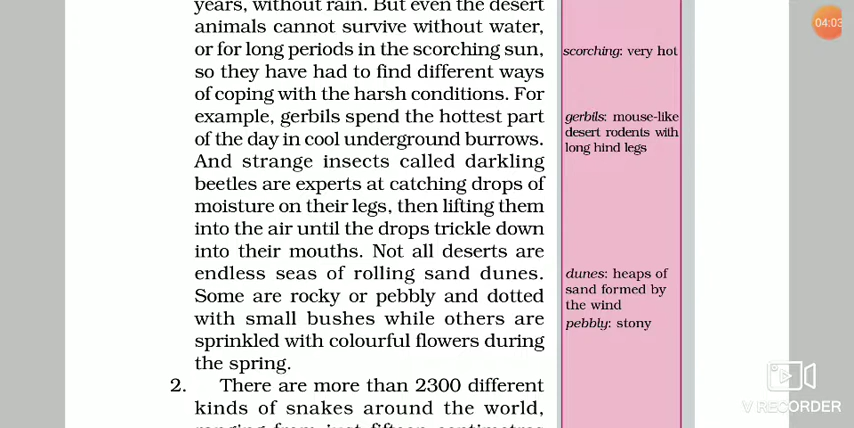 years, without rain. But even the desert
animals cannot survive without water,
or for long periods in the scorching sun,
so they have had to find different ways
of coping with the harsh conditions. For
example, gerbils spend the hottest part
of the day in cool underground burrows.
And strange insects called darkling
beetles are experts at catching drops of
moisture on their legs, then lifting them
into the air until the drops trickle down
into their mouths. Not all deserts are
endless seas of rolling sand dunes.
Some are rocky or pebbly and dotted
with small bushes while others are
sprinkled with colourful flowers during
the spring.
2. There are more than 2300 different
kinds of snakes around the world,
ranging from just fifteen centimetres
scorching: very hot
gerbils: mouse-like
desert rodents with
long hind legs
dunes: heaps of
sand formed by
the wind
pebbly: stony
04:03
V RECORDER